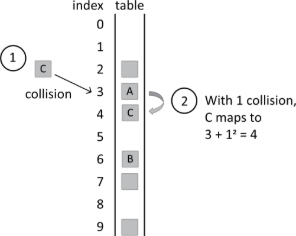 index table
0
1
1
C
2
collision
3
A
4
C
2
With 1 collision,
C maps to
3 + 1² = 4
5
6
B
7
8
9